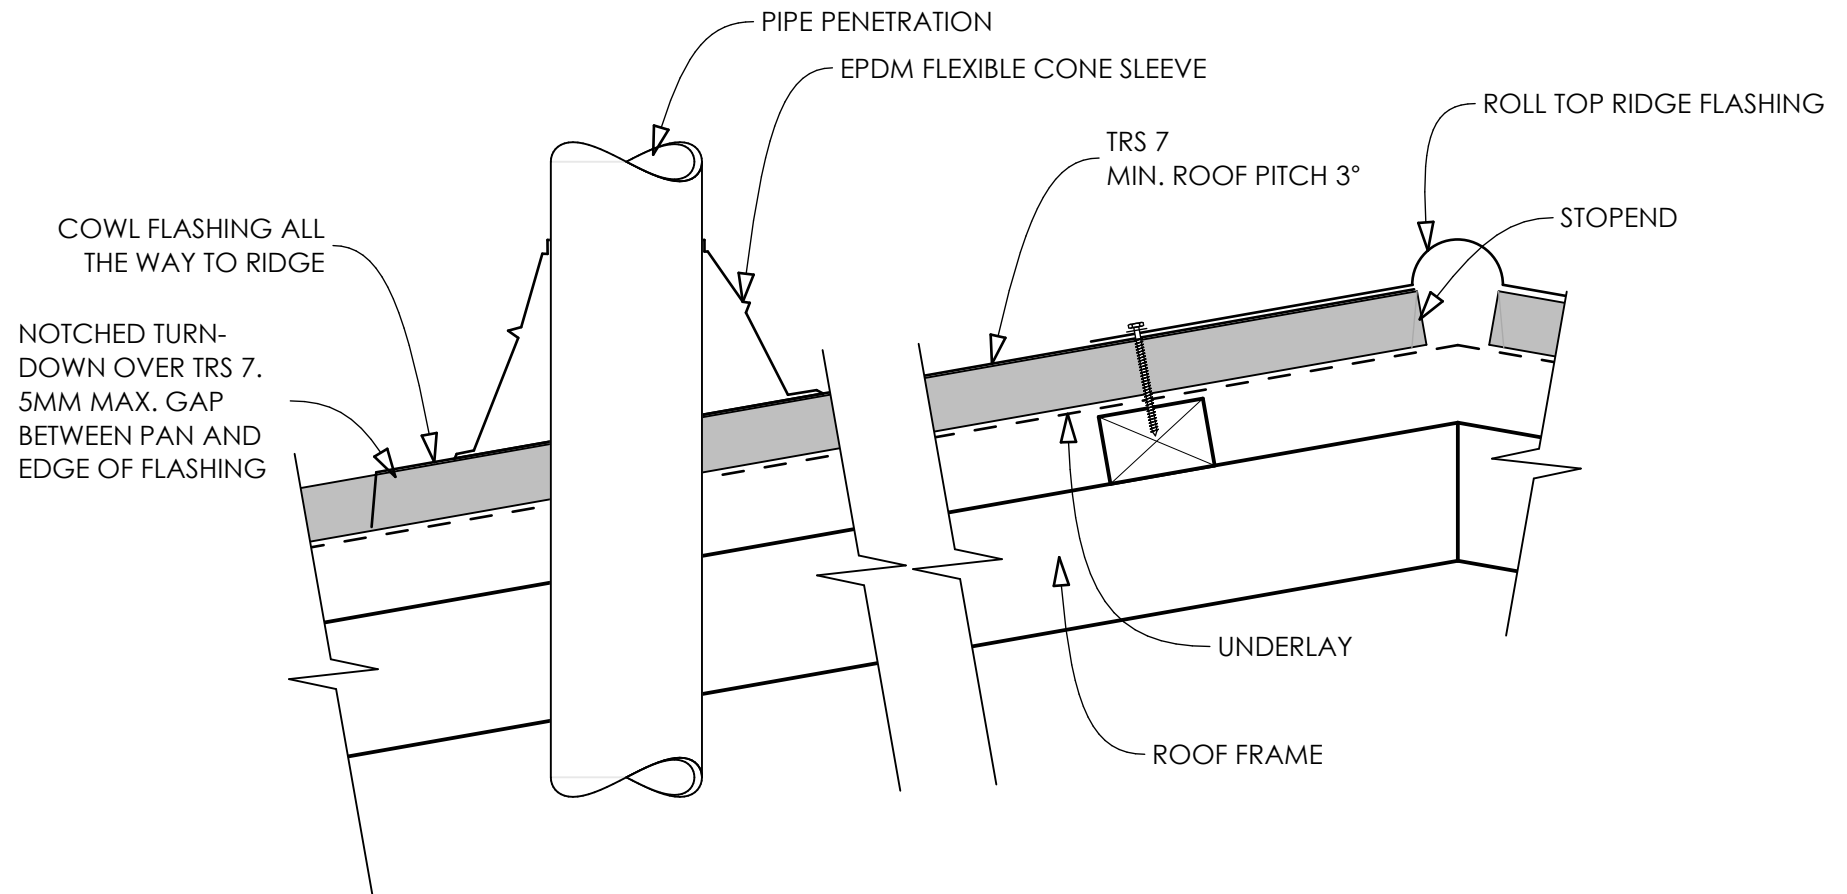 PIPE PENETRATION
EPDM FLEXIBLE CONE SLEEVE
ROLL TOP RIDGE FLASHING
TRS 7
MIN. ROOF PITCH 3°
STOPEND
COWL FLASHING ALL
THE WAY TO RIDGE
NOTCHED TURN-
DOWN OVER TRS 7.
5MM MAX. GAP
BETWEEN PAN AND
EDGE OF FLASHING
UNDERLAY
ROOF FRAME